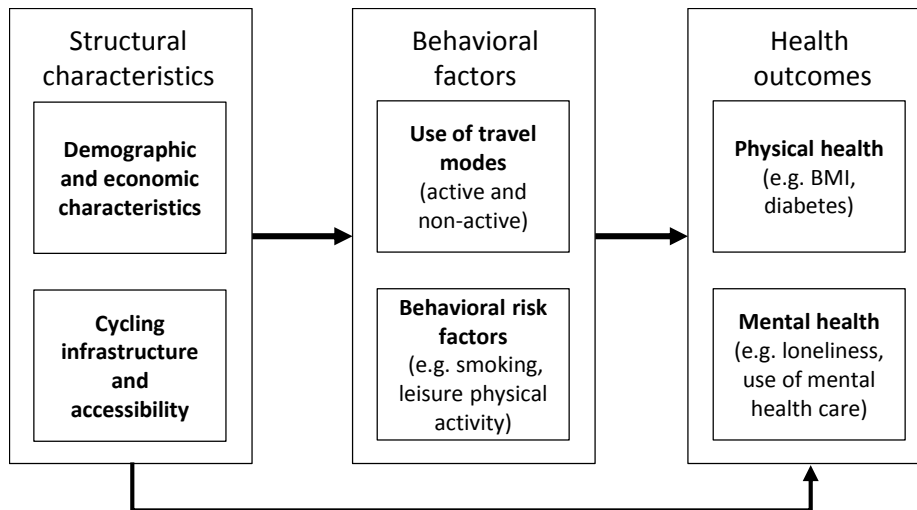 Structural
characteristics
Demographic
and economic
characteristics
Cycling
infrastructure
and
accessibility
Behavioral
factors
Use of travel
modes
(active and
non-active)
Behavioral risk
factors
(e.g. smoking,
leisure physical
activity)
Health
outcomes
Physical health
(e.g. BMI,
diabetes)
Mental health
(e.g. loneliness,
use of mental
health care)